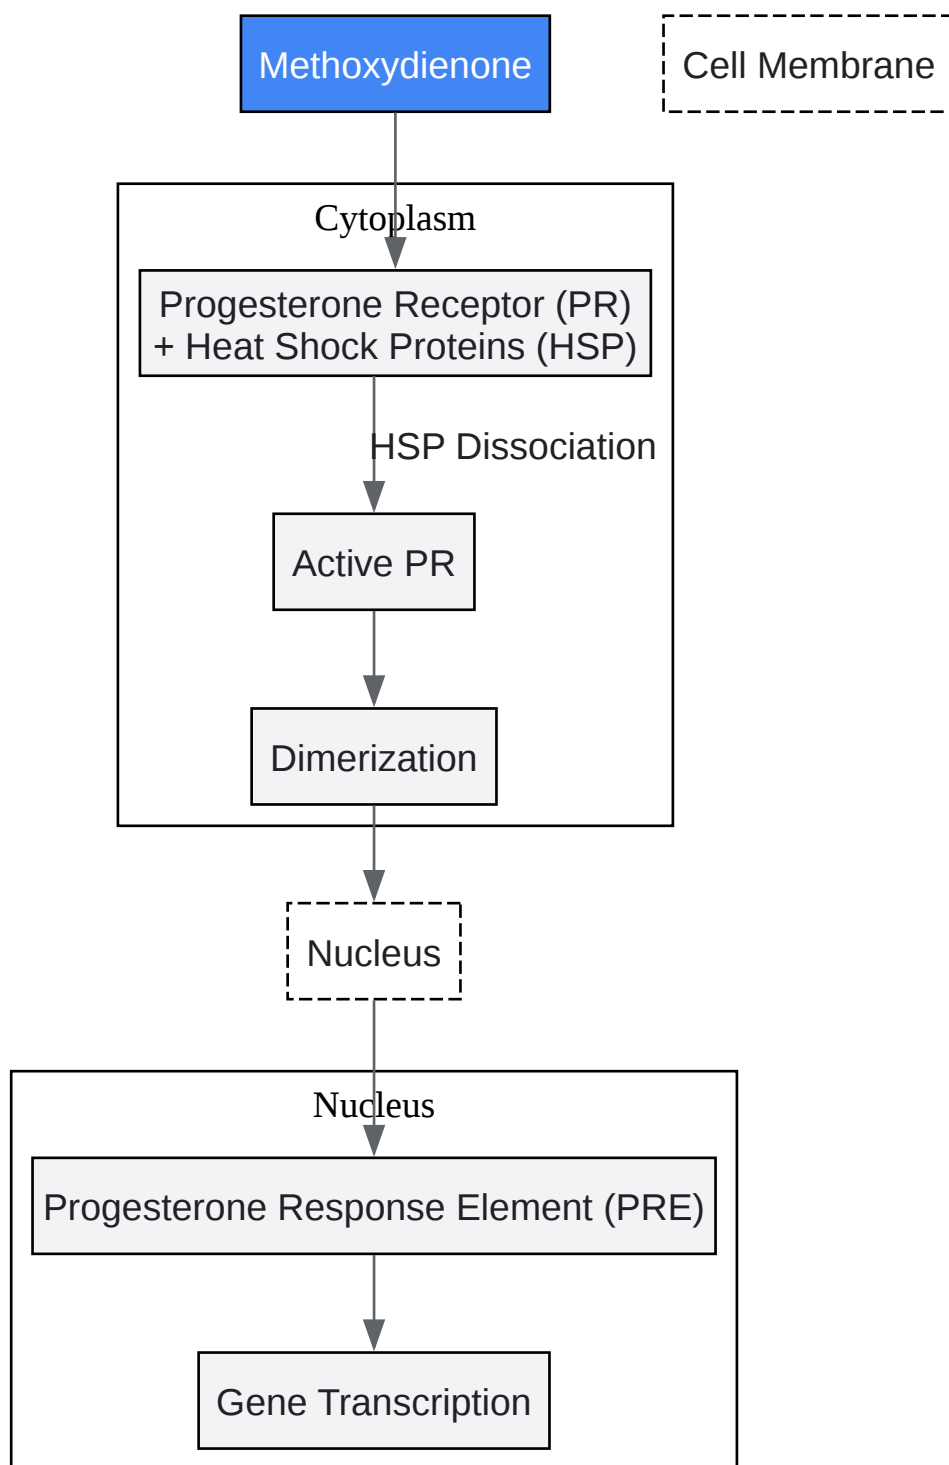 Methoxydienone
Cell Membrane
Cytoplasm
Progesterone Receptor (PR)
+ Heat Shock Proteins (HSP)
HSP Dissociation
Active PR
Dimerization
Nucleus
Nucleus
Progesterone Response Element (PRE)
Gene Transcription